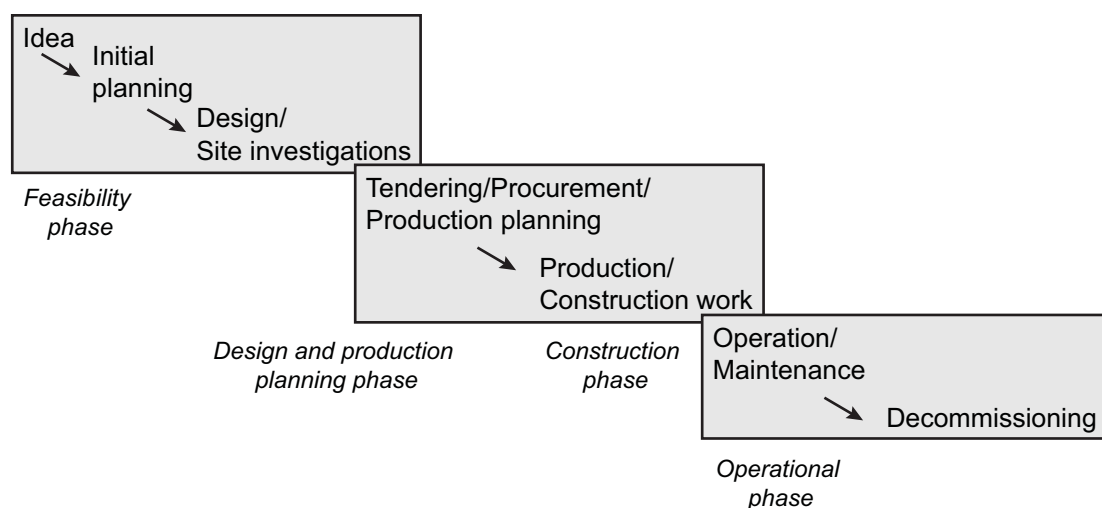 Idea
Initial
planning
Design/
Site investigations
Feasibility
phase
Tendering/Procurement/
Production planning
Production/
Construction work
Design and production
planning phase
Construction
phase
Operation/
Maintenance
Decommissioning
Operational
phase